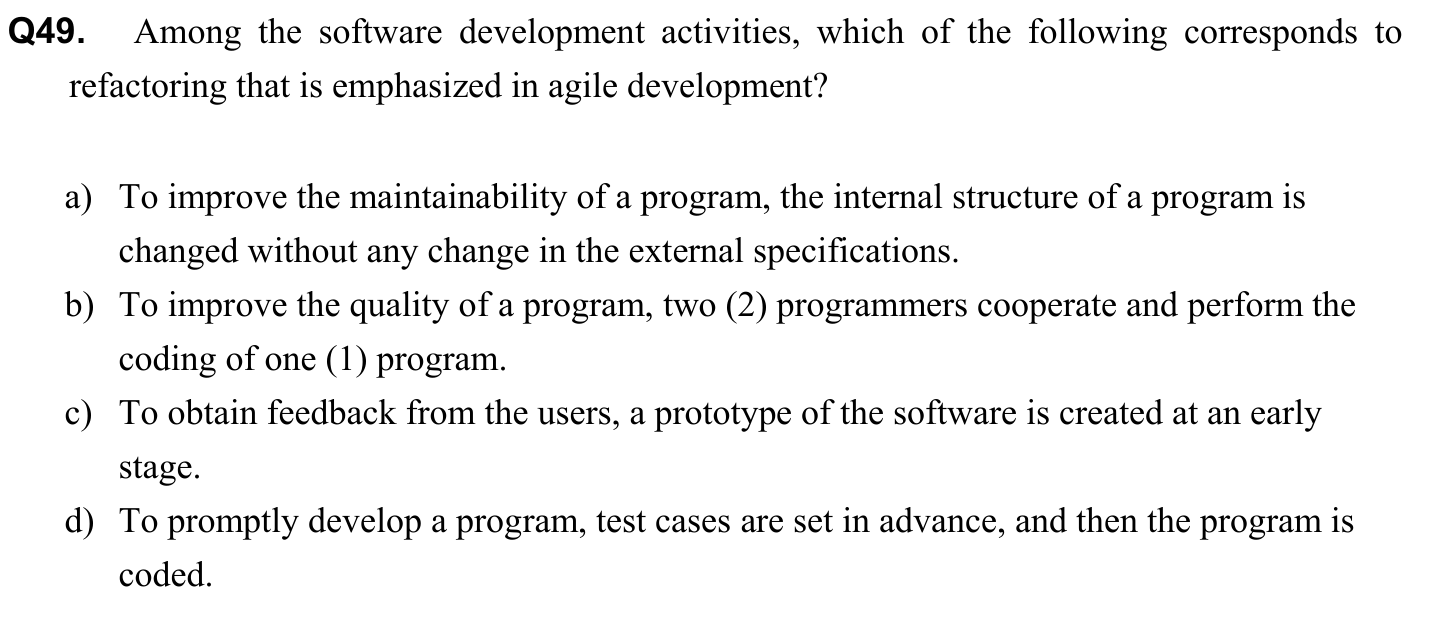 Q49. Among the software development activities, which of the following corresponds to
refactoring that is emphasized in agile development?
a) To improve the maintainability of a program, the internal structure of a program is
changed without any change in the external specifications.
b) To improve the quality of a program, two (2) programmers cooperate and perform the
coding of one (1) program.
c) To obtain feedback from the users, a prototype of the software is created at an early
stage.
d) To promptly develop a program, test cases are set in advance, and then the program is
coded.